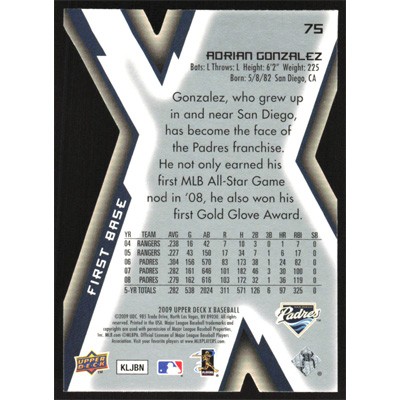 75
ADRIAN GONZALEZ
Bats: L Throws: L Height: 6'2" Weight: 225
Born: 5/8/82 San Diego, CA
Gonzalez, who grew up
in and near San Diego,
has become the face of
the Padres franchise.
He not only earned his
first MLB All-Star Game
nod in '08, he also won his
first Gold Glove Award.
FIRST BASE
YR TEAM AVG G AB R H 2B 3B HR RBI SB
04 RANGERS .238 16 42 7 10 3 0 1 7 0
05 RANGERS .227 43 150 17 34 7 1 6 17 0
06 PADRES .304 156 570 83 173 38 1 24 82 0
07 PADRES .282 161 646 101 182 46 3 30 100 0
08 PADRES .279 162 616 103 172 32 1 36 119 0
5-YR TOTALS .282 538 2024 311 571 126 6 97 325 0
2009 UPPER DECK X BASEBALL
Padres
UPPER DECK
KLJBN